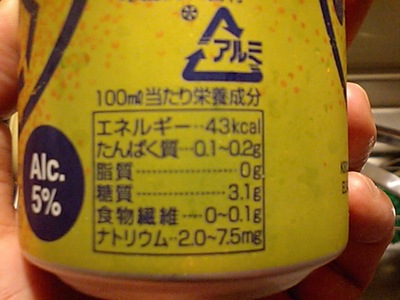 アルミ
100ml当たり栄養成分
エネルギー…43kcal
たんぱく質…0.1~0.2g
脂質………………0g
糖質………………3.1g
食物繊維……0~0.1g
ナトリウム…2.0~7.5mg
Alc.
5%